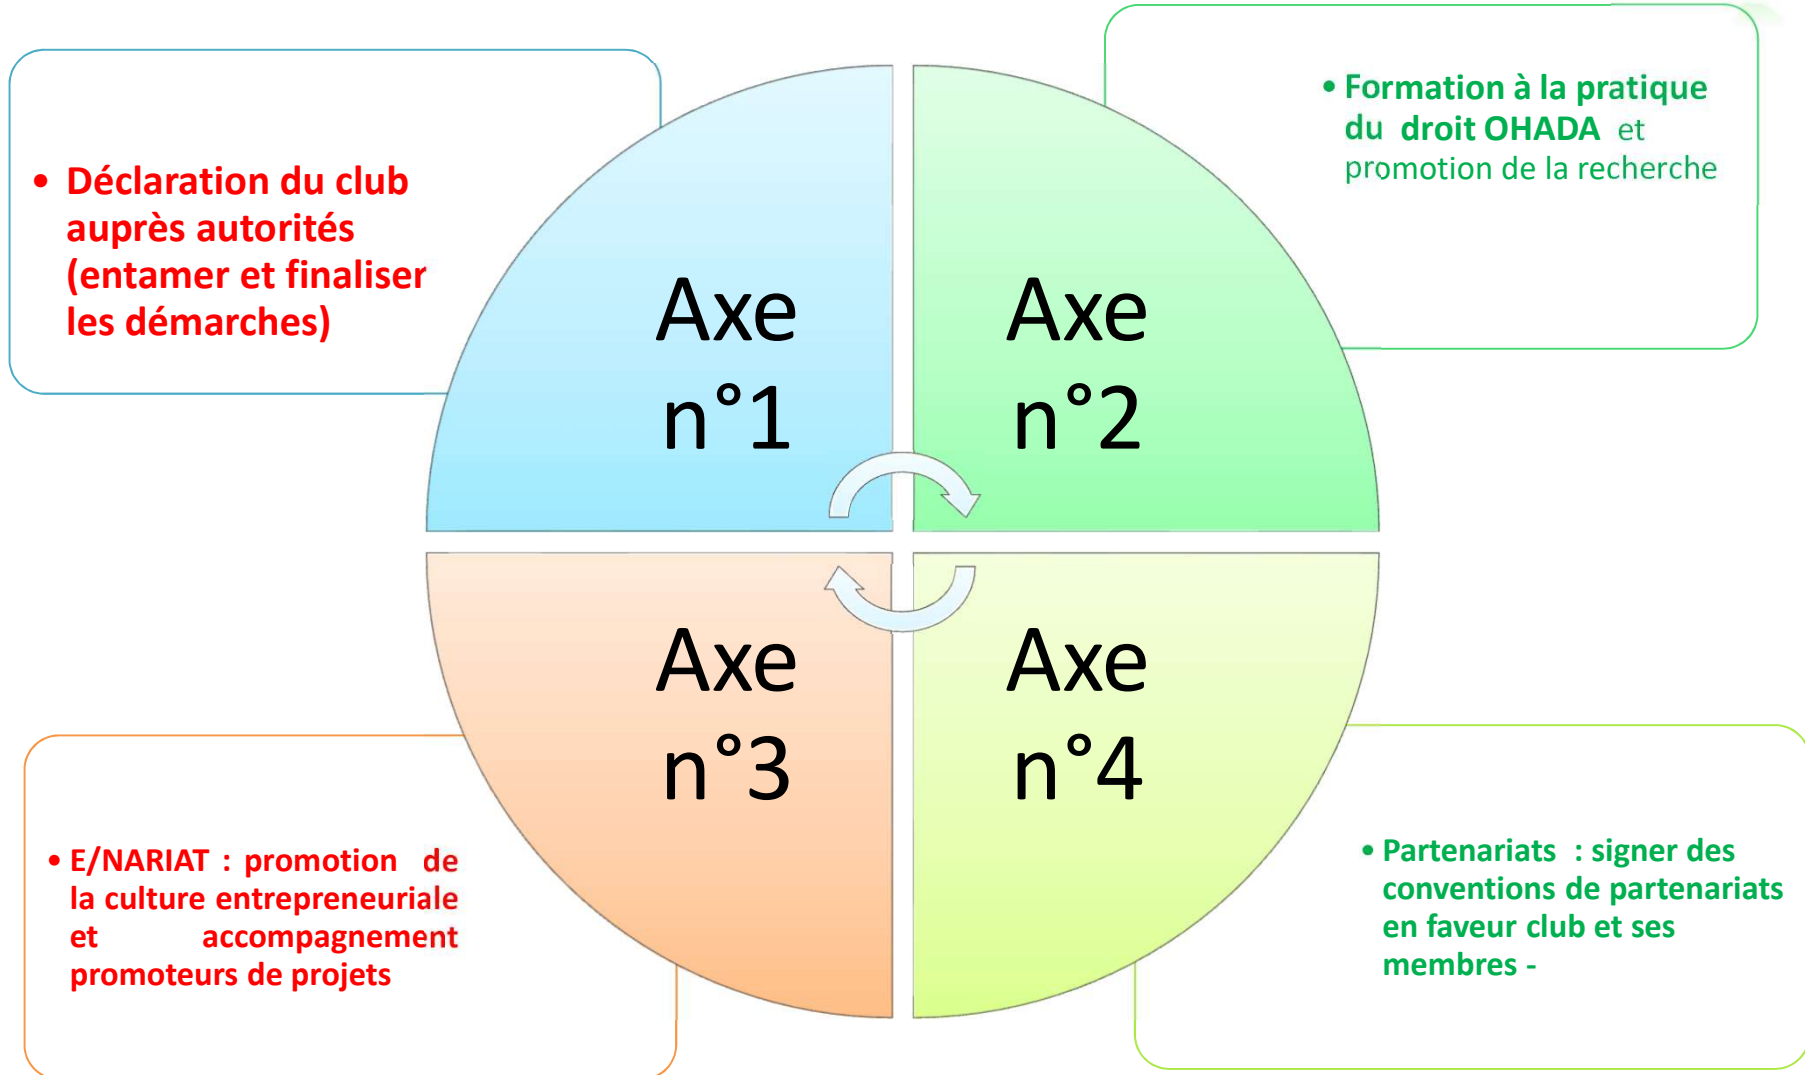 • Déclaration du club
auprès autorités
(entamer et finaliser
les démarches)
• Formation à la pratique
du droit OHADA et
promotion de la recherche
Axe
n°1
Axe
n°2
Axe
n°3
Axe
n°4
• E/NARIAT : promotion de
la culture entrepreneuriale
et accompagnement
promoteurs de projets
• Partenariats : signer des
conventions de partenariats
en faveur club et ses
membres -